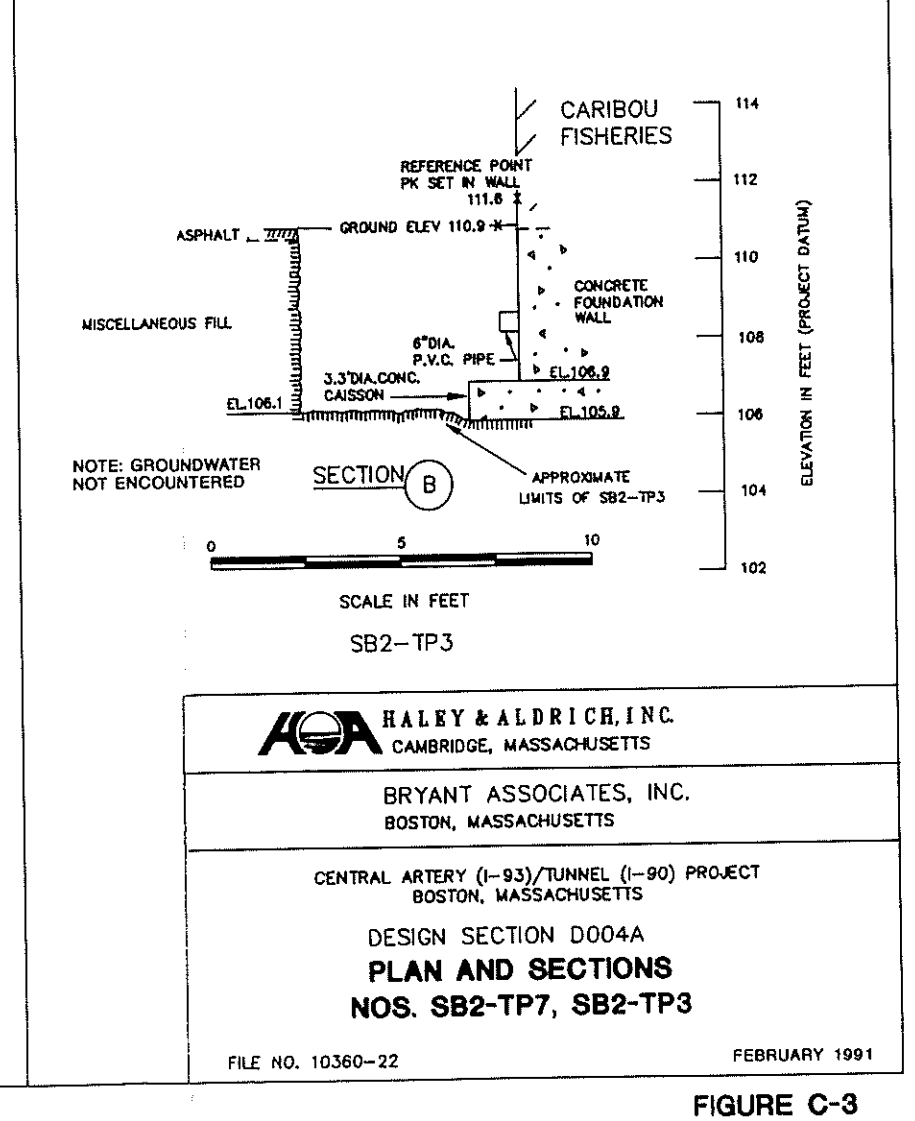 CARIBOU
FISHERIES
REFERENCE POINT
PK SET IN WALL
111.6
ASPHALT
GROUND ELEV 110.9
CONCRETE
FOUNDATION
WALL
MISCELLANEOUS FILL
6"DIA.
P.V.C. PIPE
3.3'DIA.CONC.
CAISSON
EL.106.9
EL.106.1
EL.105.9
NOTE: GROUNDWATER
NOT ENCOUNTERED
SECTION B
APPROXIMATE
LIMITS OF SB2-TP3
114
112
110
108
106
104
102
ELEVATION IN FEET (PROJECT DATUM)
0 5 10
SCALE IN FEET
SB2-TP3
HALEY & ALDRICH, INC.
CAMBRIDGE, MASSACHUSETTS
BRYANT ASSOCIATES, INC.
BOSTON, MASSACHUSETTS
CENTRAL ARTERY (I-93)/TUNNEL (I-90) PROJECT
BOSTON, MASSACHUSETTS
DESIGN SECTION D004A
PLAN AND SECTIONS
NOS. SB2-TP7, SB2-TP3
FILE NO. 10360-22
FEBRUARY 1991
FIGURE C-3